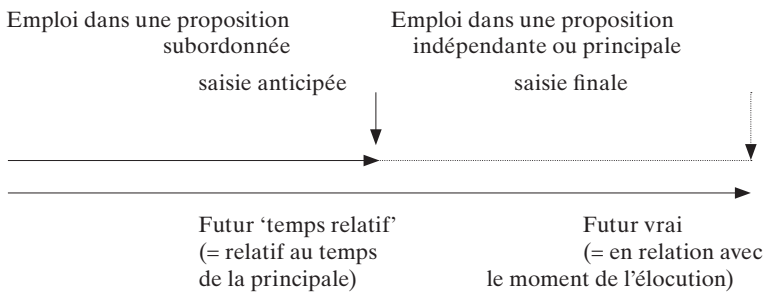 Emploi dans une proposition
subordonnée
Emploi dans une proposition
indépendante ou principale
saisie anticipée
saisie finale
Futur ‘temps relatif’
(= relatif au temps
de la principale)
Futur vrai
(= en relation avec
le moment de l’élocution)